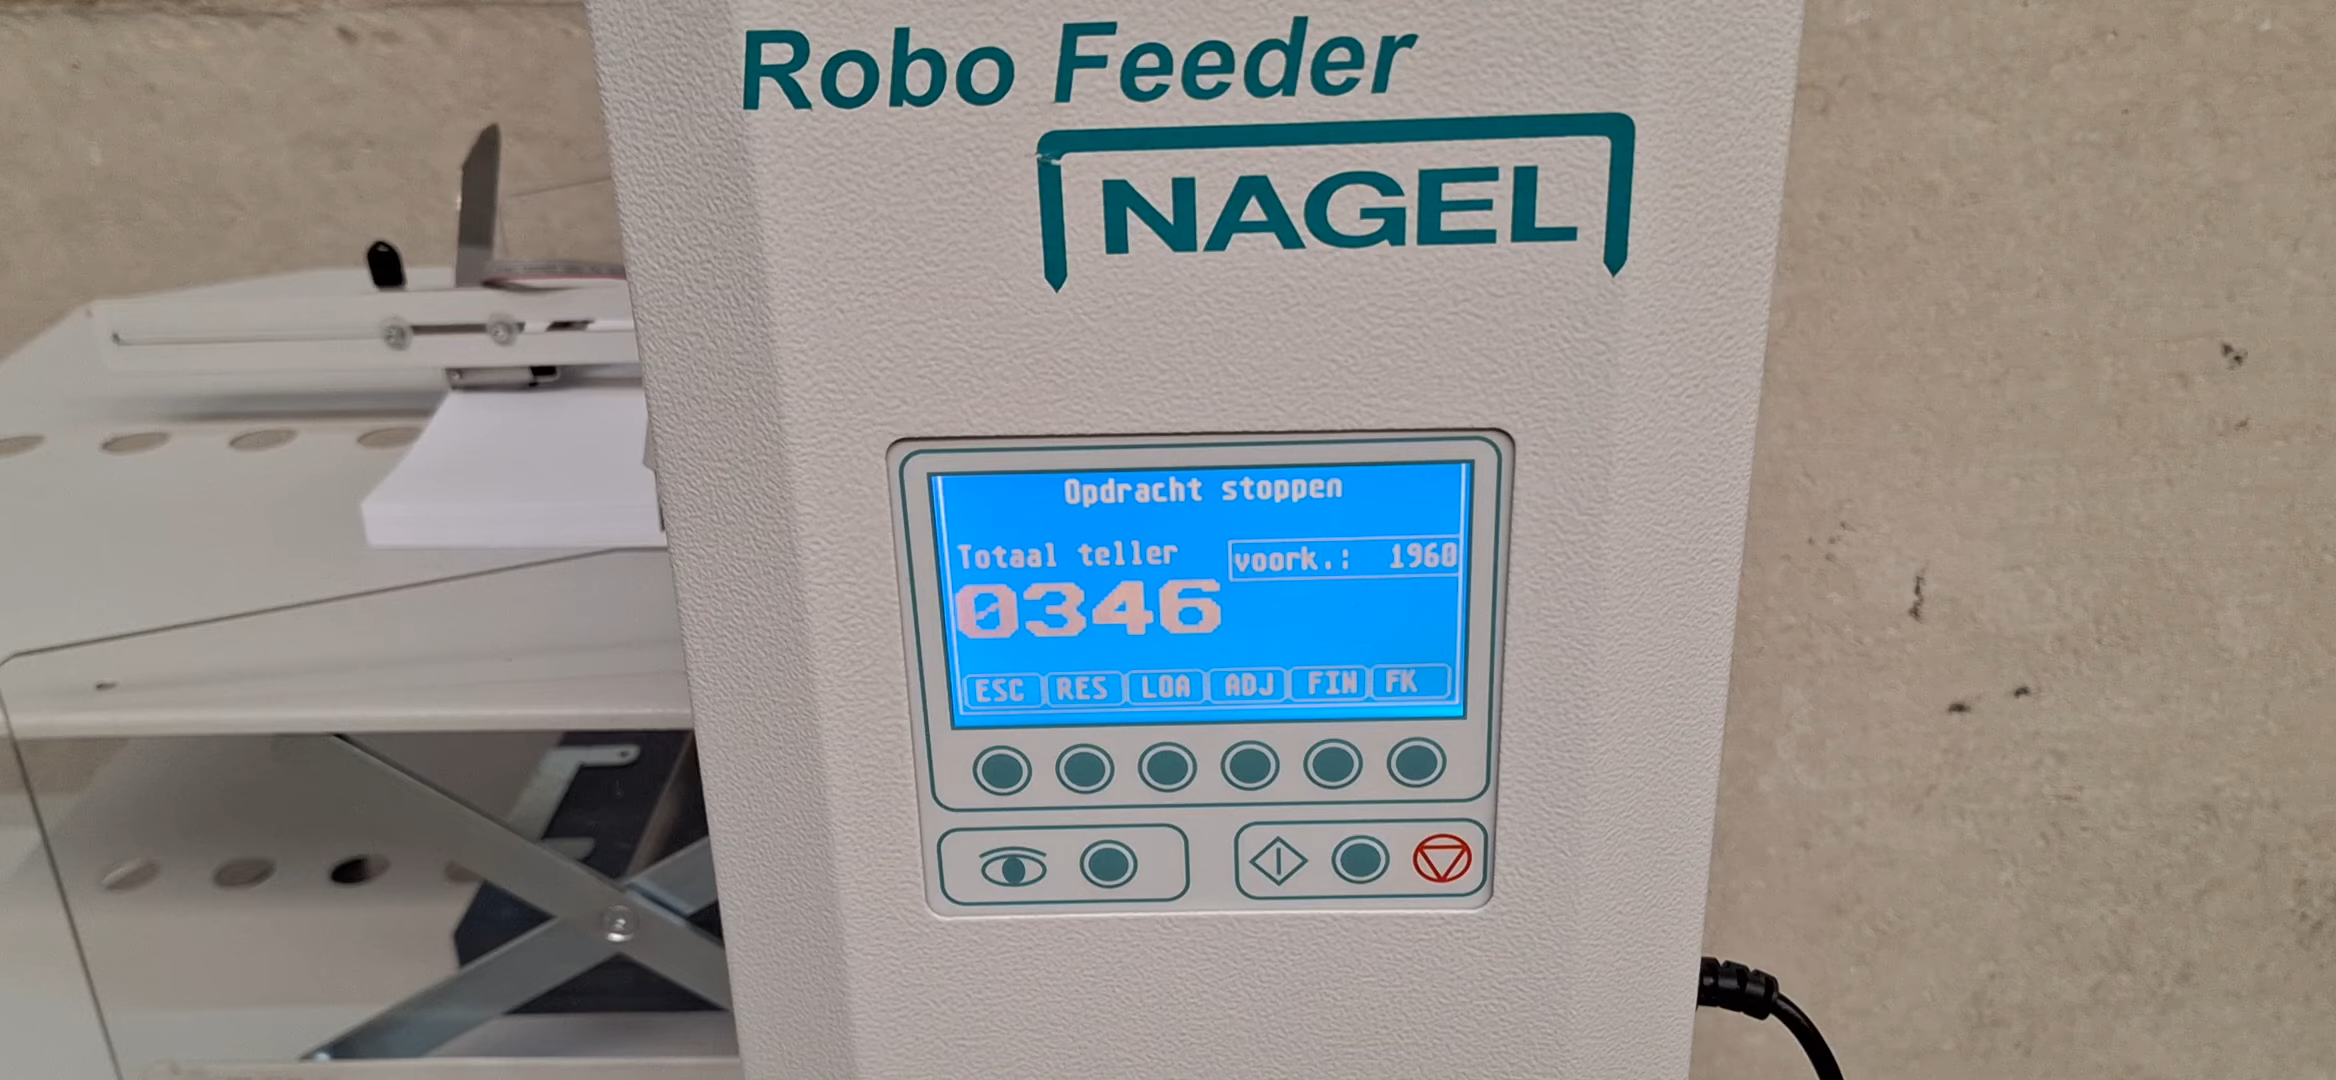 Robo Feeder
NAGEL
Opdracht stoppen
Totaal teller voork.: 1960
0346
ESC RES LOA ADJ FIN FK